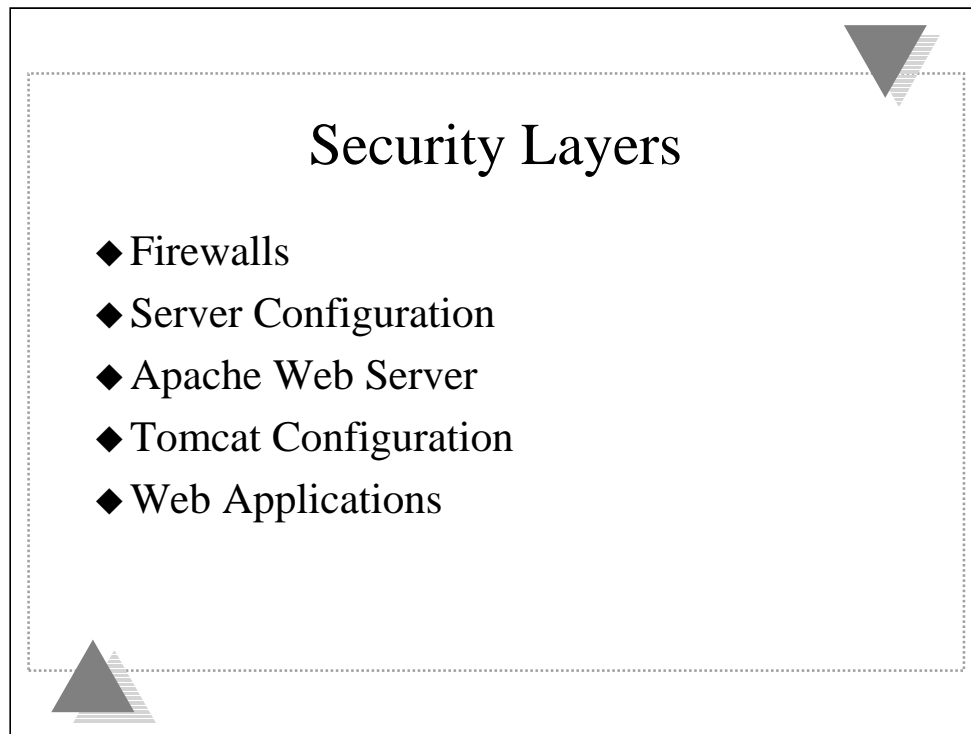 Security Layers
◆ Firewalls
◆ Server Configuration
◆ Apache Web Server
◆ Tomcat Configuration
◆ Web Applications